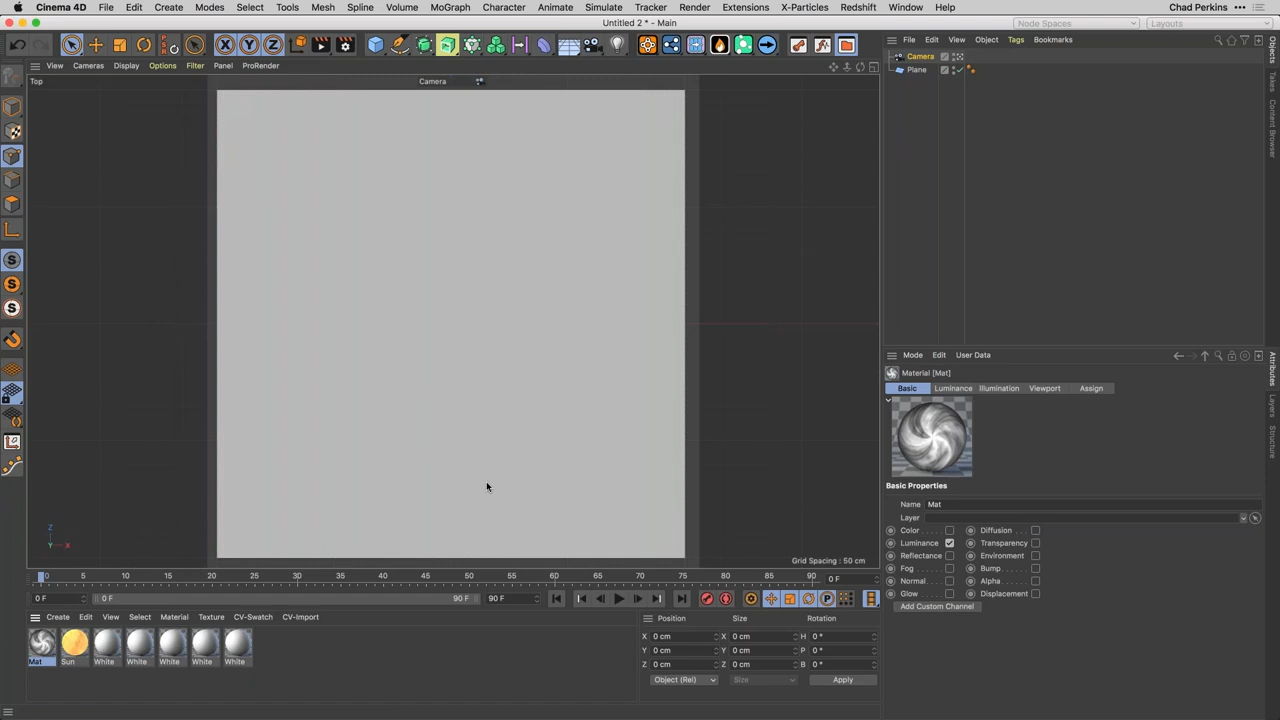 Cinema 4D File Edit Create Modes Select Tools Mesh Spline Volume MoGraph Character Animate Simulate Tracker Render Extensions X-Particles Redshift Window Help Chad Perkins
Untitled 2 * - Main
Node Spaces Layouts
View Cameras Display Options Filter Panel ProRender
File Edit View Object Tags Bookmarks
Top
Camera
Camera
Plane
Objects
Takes
Content Browser
Mode Edit User Data
Material [Mat]
Basic Luminance Illumination Viewport Assign
Attributes
Layers
Structure
Basic Properties
Name Mat
Layer
Color Diffusion
Luminance Transparency
Reflectance Environment
Fog Bump
Normal Alpha
Glow Displacement
Add Custom Channel
Z
Y X
Grid Spacing : 50 cm
0 5 10 15 20 25 30 35 40 45 50 55 60 65 70 75 80 85 90 0 F
0 F 0 F 90 F 90 F
Create Edit View Select Material Texture CV-Swatch CV-Import
Mat Sun White White White White White
Position Size Rotation
X 0 cm X 0 cm H 0 °
Y 0 cm Y 0 cm P 0 °
Z 0 cm Z 0 cm B 0 °
Object (Rel) Size Apply